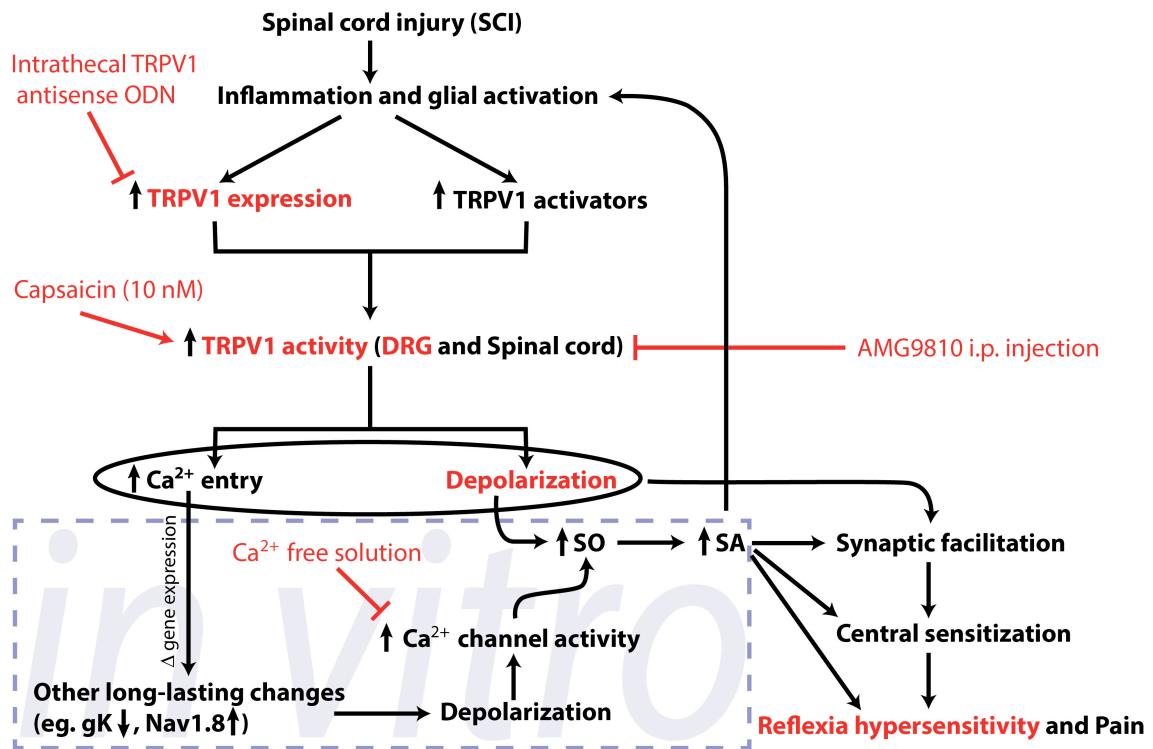 Spinal cord injury (SCI)
Intrathecal TRPV1
antisense ODN
Inflammation and glial activation
TRPV1 expression
TRPV1 activators
Capsaicin (10 nM)
TRPV1 activity (DRG and Spinal cord)
AMG9810 i.p. injection
Ca²⁺ entry
Depolarization
Δ gene expression
Ca²⁺ free solution
SO
SA
Synaptic facilitation
Ca²⁺ channel activity
Central sensitization
in vitro
Other long-lasting changes
(eg. gK↓, Nav1.8↑)
Depolarization
Reflexia hypersensitivity and Pain